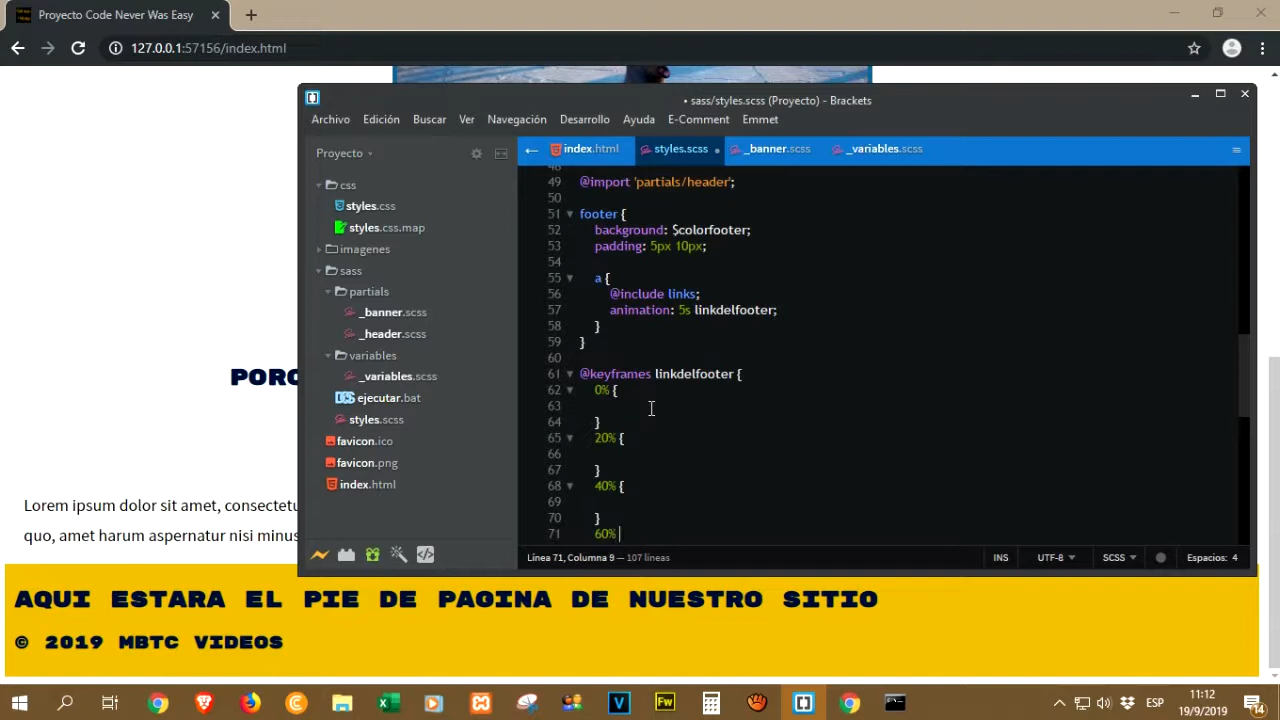 Proyecto Code Never Was Easy
127.0.0.1:57156/index.html
sass/styles.scss (Proyecto) - Brackets
Archivo Edición Buscar Ver Navegación Desarrollo Ayuda E-Comment Emmet
Proyecto
index.html styles.scss _banner.scss _variables.scss
css
styles.css
styles.css.map
imagenes
sass
partials
_banner.scss
_header.scss
variables
_variables.scss
ejecutar.bat
styles.scss
favicon.ico
favicon.png
index.html
48
49 @import 'partials/header';
50
51 footer {
52 background: $colorfooter;
53 padding: 5px 10px;
54
55 a {
56 @include links;
57 animation: 5s linkdelfooter;
58 }
59 }
60
61 @keyframes linkdelfooter {
62 0% {
63
64 }
65 20% {
66
67 }
68 40% {
69
70 }
71 60%
Línea 71, Columna 9 — 107 líneas
INS UTF-8 SCSS Espacios: 4
PORQ
Lorem ipsum dolor sit amet, consectetu
quo, amet harum aspernatur nisi minus
AQUI ESTARA EL PIE DE PAGINA DE NUESTRO SITIO
© 2019 MBTC VIDEOS
ESP
11:12
19/9/2019
14